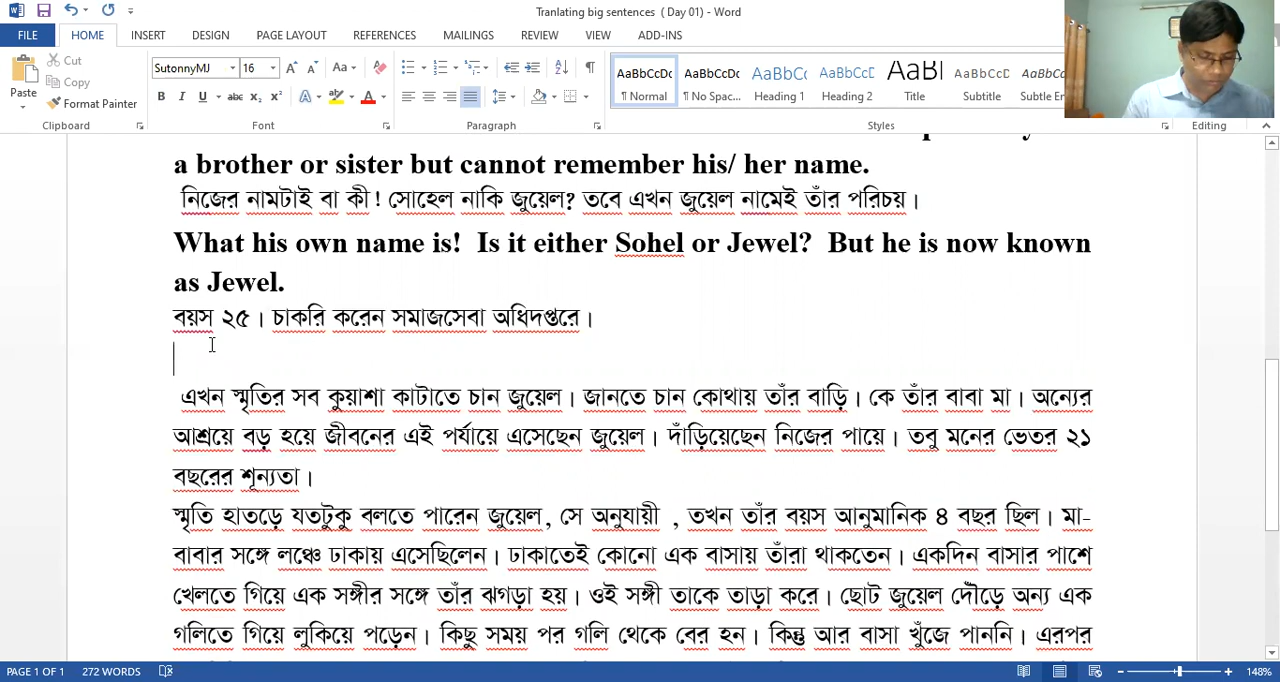 Tranlating big sentences ( Day 01) - Word
FILE HOME INSERT DESIGN PAGE LAYOUT REFERENCES MAILINGS REVIEW VIEW ADD-INS
Paste Cut Copy Format Painter
SutonnyMJ 16
AaBbCcDc AaBbCcDc AaBbCc AaBbCcD AaBl AaBbCcD AaBbCcDc
¶ Normal ¶ No Spac... Heading 1 Heading 2 Title Subtitle Subtle Em
Clipboard Font Paragraph Styles Editing
a brother or sister but cannot remember his/ her name.
নিজের নামটাই বা কী! সোহেল নাকি জুয়েল? তবে এখন জুয়েল নামেই তাঁর পরিচয়।
What his own name is! Is it either Sohel or Jewel? But he is now known
as Jewel.
বয়স ২৫। চাকরি করেন সমাজসেবা অধিদপ্তরে।
এখন স্মৃতির সব কুয়াশা কাটাতে চান জুয়েল। জানতে চান কোথায় তাঁর বাড়ি। কে তাঁর বাবা মা। অন্যের
আশ্রয়ে বড় হয়ে জীবনের এই পর্যায়ে এসেছেন জুয়েল। দাঁড়িয়েছেন নিজের পায়ে। তবু মনের ভেতর ২১
বছরের শূন্যতা।
স্মৃতি হাতড়ে যতটুকু বলতে পারেন জুয়েল, সে অনুযায়ী , তখন তাঁর বয়স আনুমানিক ৪ বছর ছিল। মা-
বাবার সঙ্গে লঞ্চে ঢাকায় এসেছিলেন। ঢাকাতেই কোনো এক বাসায় তাঁরা থাকতেন। একদিন বাসার পাশে
খেলতে গিয়ে এক সঙ্গীর সঙ্গে তাঁর ঝগড়া হয়। ওই সঙ্গী তাকে তাড়া করে। ছোট জুয়েল দৌঁড়ে অন্য এক
গলিতে গিয়ে লুকিয়ে পড়েন। কিছু সময় পর গলি থেকে বের হন। কিন্তু আর বাসা খুঁজে পাননি। এরপর
PAGE 1 OF 1 272 WORDS 148%